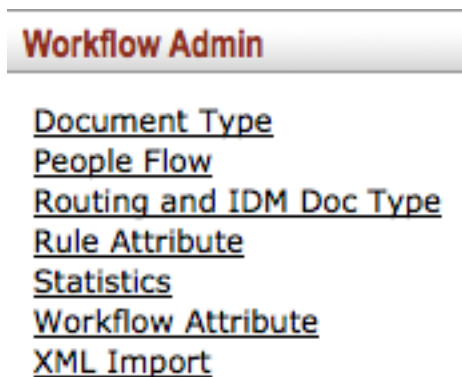 Workflow Admin
Document Type
People Flow
Routing and IDM Doc Type
Rule Attribute
Statistics
Workflow Attribute
XML Import